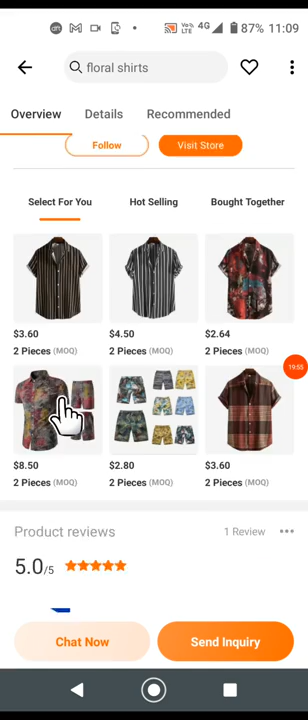 Vo)) LTE 4G 87% 11:09
floral shirts
Overview Details Recommended
Follow Visit Store
Select For You Hot Selling Bought Together
$3.60 $4.50 $2.64
2 Pieces (MOQ) 2 Pieces (MOQ) 2 Pieces (MOQ)
19:55
$8.50 $2.80 $3.60
2 Pieces (MOQ) 2 Pieces (MOQ) 2 Pieces (MOQ)
Product reviews 1 Review
5.0/5
Chat Now Send Inquiry